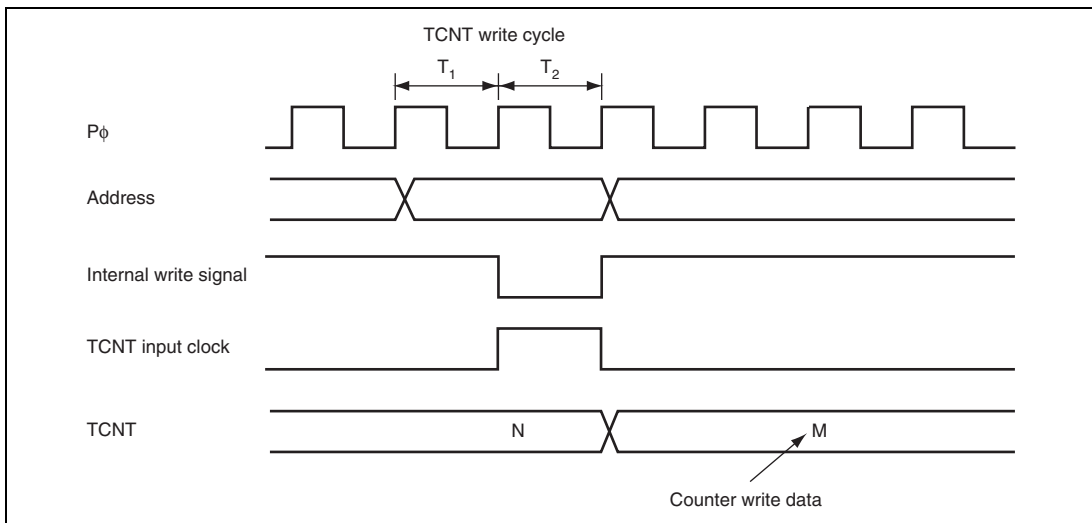 TCNT write cycle
T1 T2
Pϕ
Address
Internal write signal
TCNT input clock
TCNT N M
Counter write data